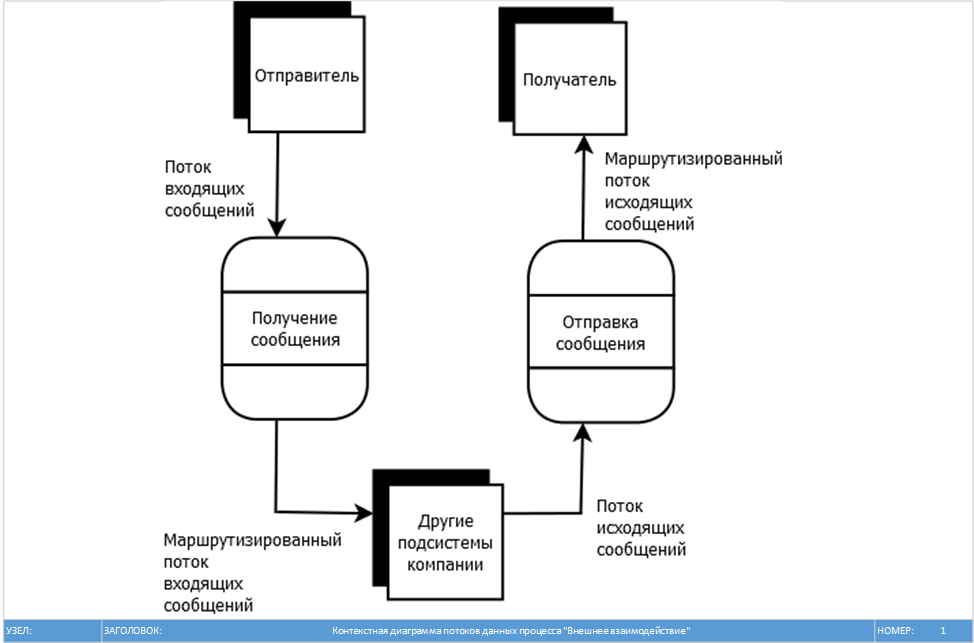 Отправитель
Получатель
Поток
входящих
сообщений
Маршрутизированный
поток
исходящих
сообщений
Получение
сообщения
Отправка
сообщения
Другие
подсистемы
компании
Поток
исходящих
сообщений
Маршрутизированный
поток
входящих
сообщений
УЗЕЛ: ЗАГОЛОВОК: Контекстная диаграмма потоков данных процесса "Внешнее взаимодействие" НОМЕР: 1